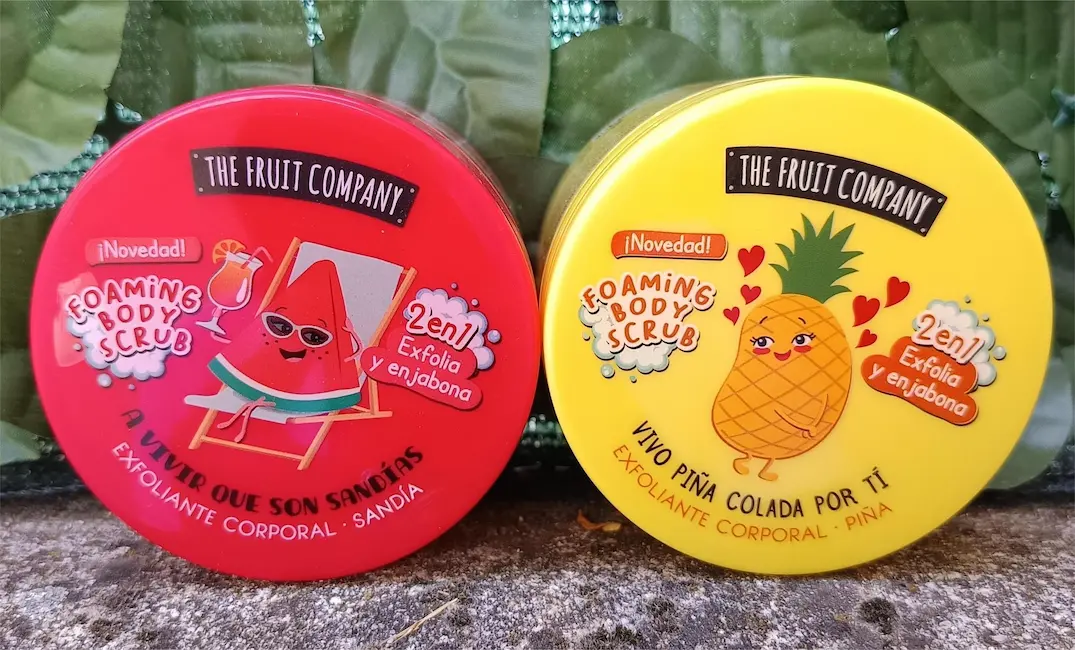 THE FRUIT COMPANY
¡Novedad!
FOAMING
BODY
SCRUB
2en1
Exfolia
y enjabona
A VIVIR QUE SON SANDÍAS
EXFOLIANTE CORPORAL · SANDÍA
THE FRUIT COMPANY
¡Novedad!
FOAMING
BODY
SCRUB
2en1
Exfolia
y enjabona
VIVO PIÑA COLADA POR TÍ
EXFOLIANTE CORPORAL · PIÑA